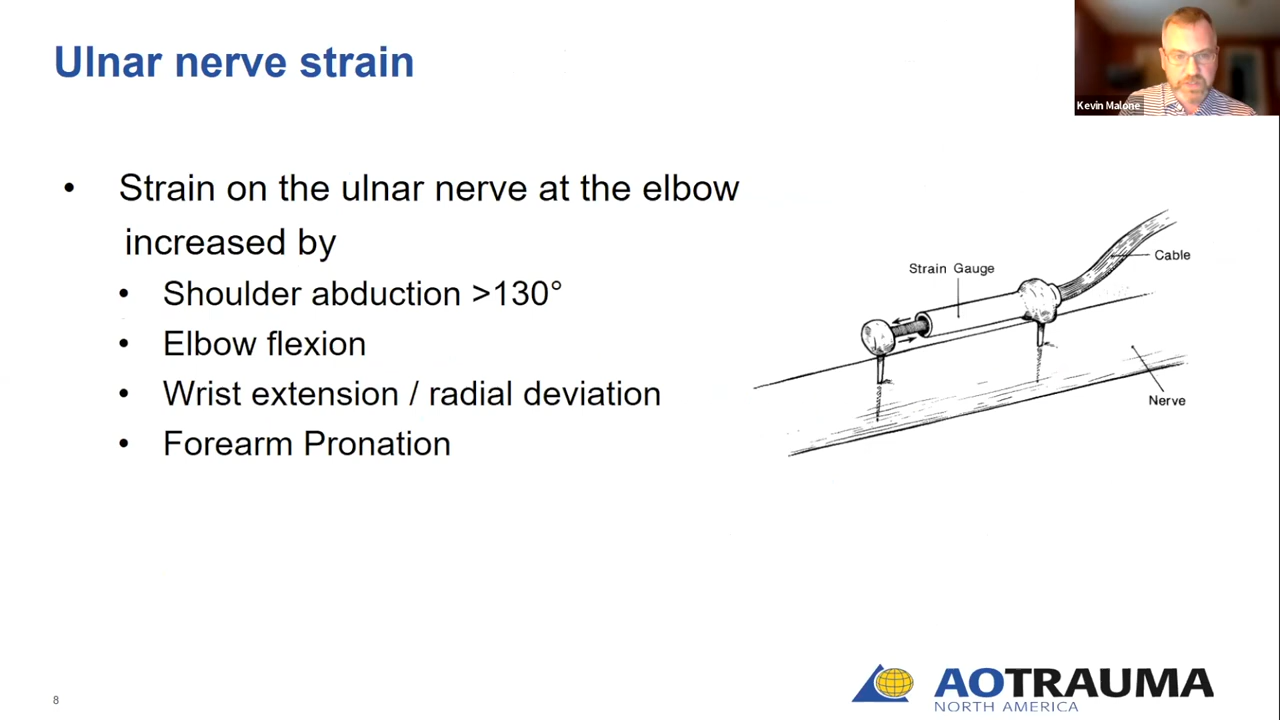 Ulnar nerve strain
Kevin Malone
• Strain on the ulnar nerve at the elbow
increased by
• Shoulder abduction >130°
• Elbow flexion
• Wrist extension / radial deviation
• Forearm Pronation
Strain Gauge
Cable
Nerve
8
AOTRAUMA
NORTH AMERICA